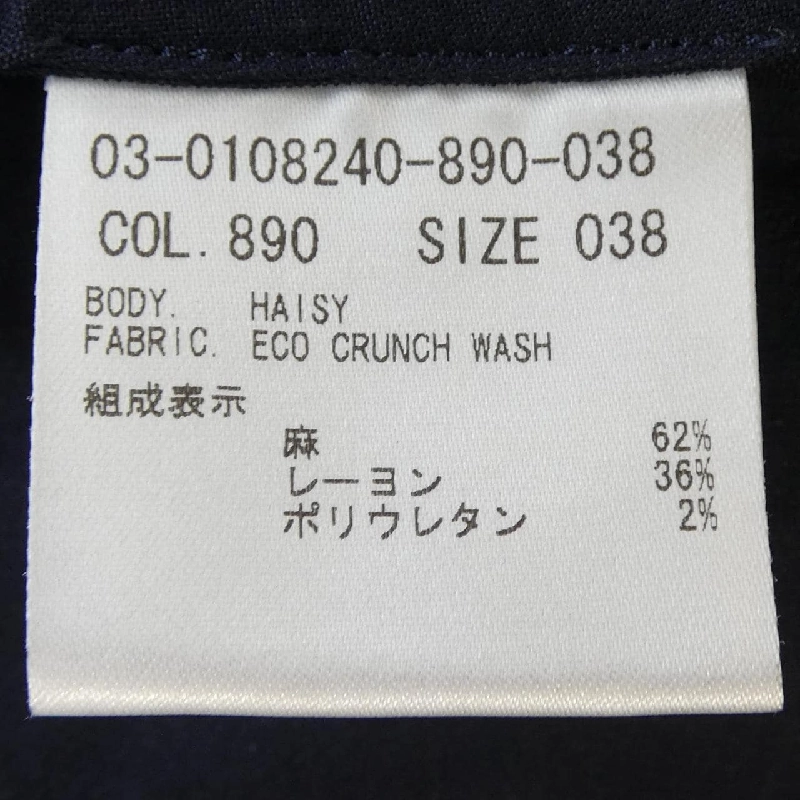 03-0108240-890-038
COL. 890 SIZE 038
BODY. HAISY
FABRIC. ECO CRUNCH WASH
組成表示
麻 62%
レーヨン 36%
ポリウレタン 2%